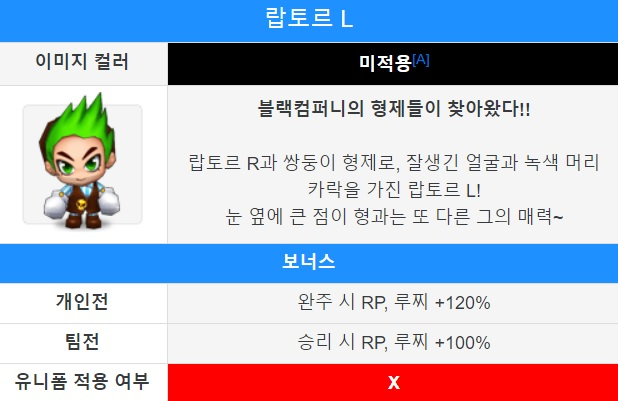 랍토르 L
이미지 컬러
미적용[A]
블랙컴퍼니의 형제들이 찾아왔다!!
랍토르 R과 쌍둥이 형제로, 잘생긴 얼굴과 녹색 머리
카락을 가진 랍토르 L!
눈 옆에 큰 점이 형과는 또 다른 그의 매력~
보너스
개인전
완주 시 RP, 루찌 +120%
팀전
승리 시 RP, 루찌 +100%
유니폼 적용 여부
X